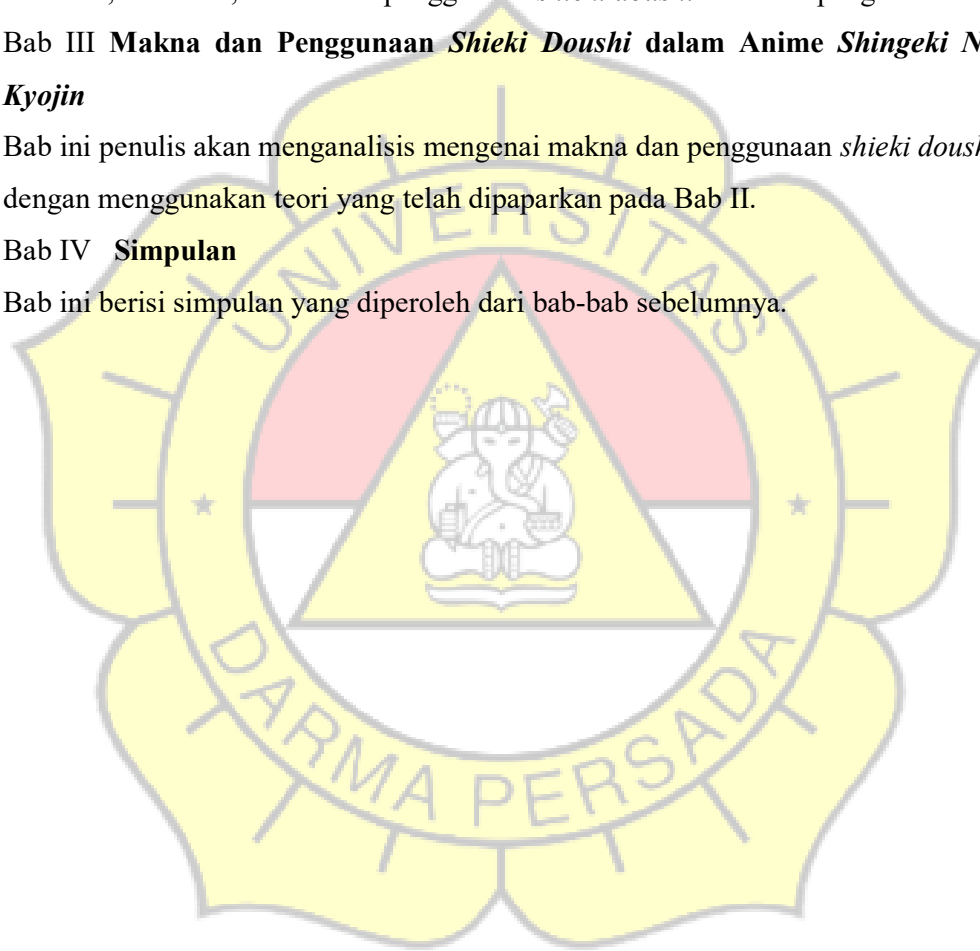 Bab III Makna dan Penggunaan Shieki Doushi dalam Anime Shingeki
Kyojin
Bab ini penulis akan menganalisis mengenai makna dan penggunaan shieki
dengan menggunakan teori yang telah dipaparkan pada Bab II.
Bab IV Simpulan
Bab ini berisi simpulan yang diperoleh dari bab-bab sebelumnya.
UNIVERSITAS
DARMA PERSADA